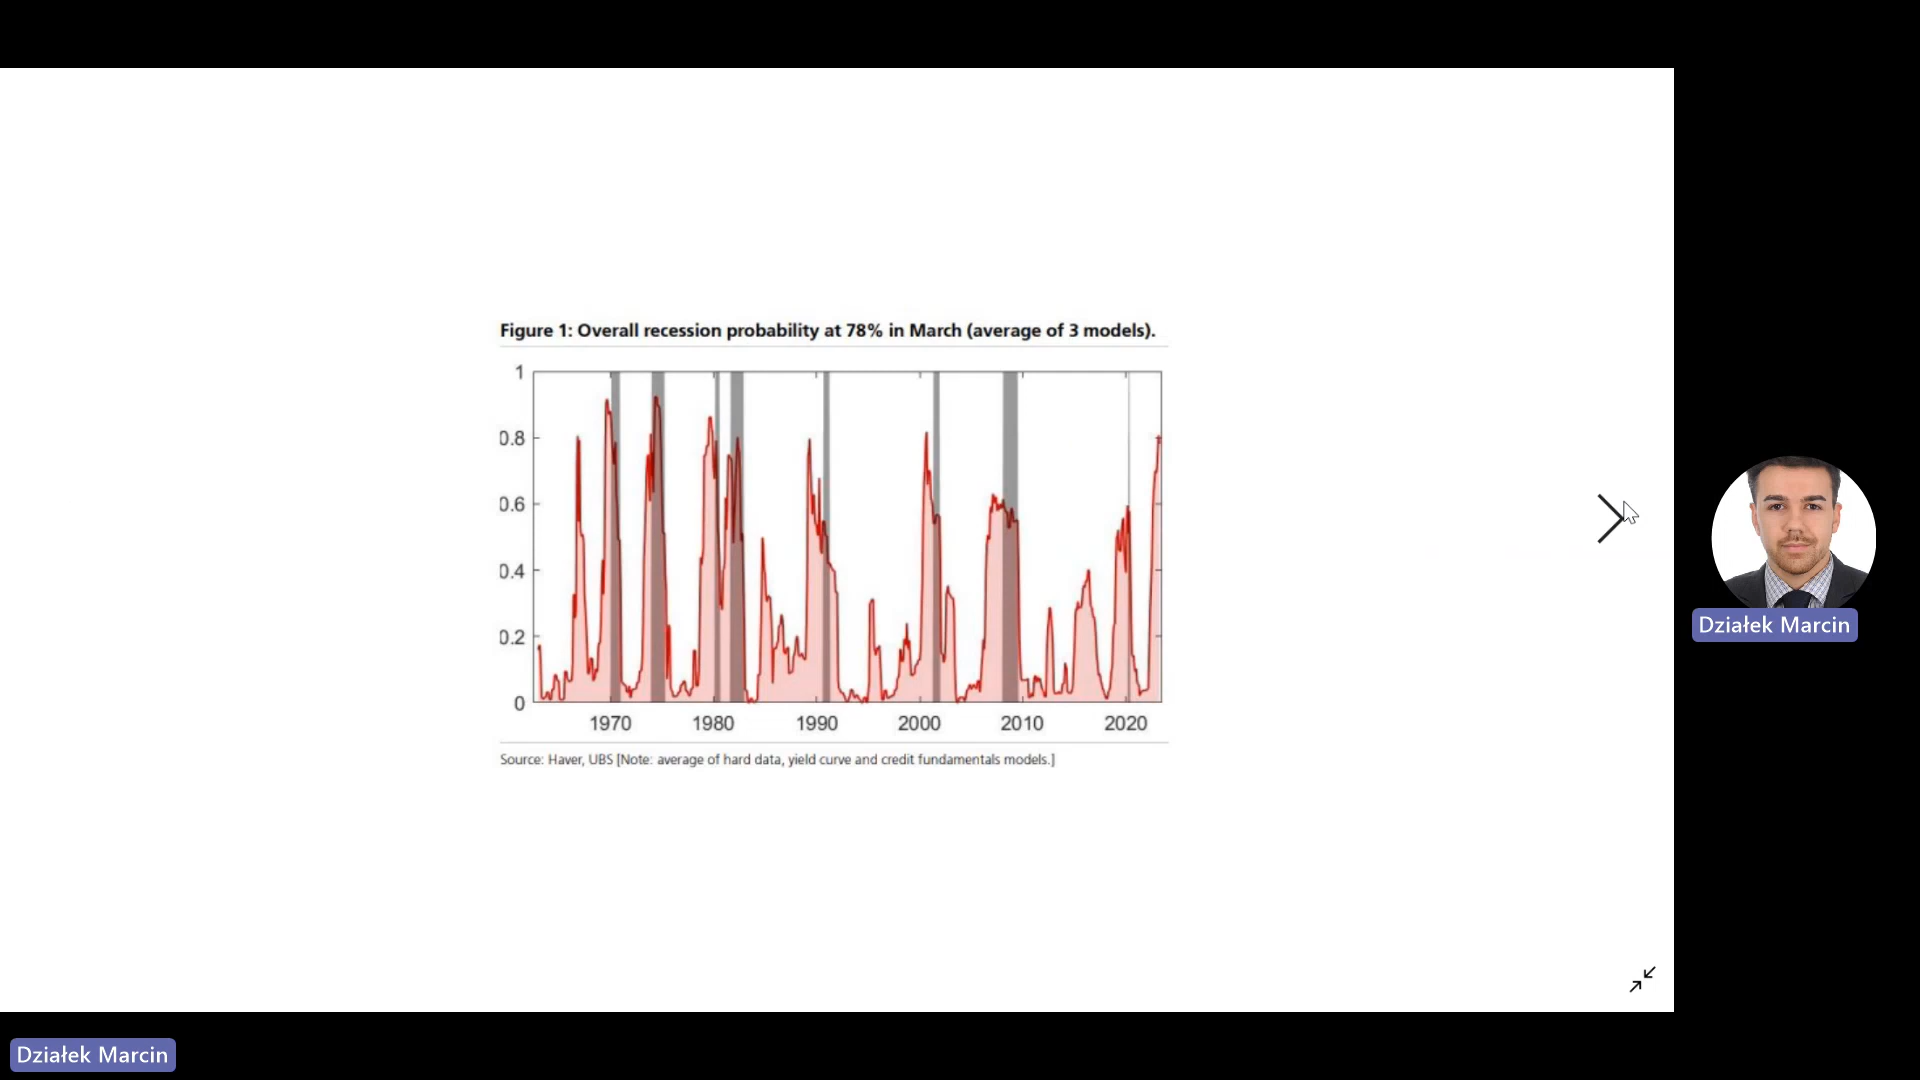 Figure 1: Overall recession probability at 78% in March (average of 3 models).
1
0.8
0.6
0.4
0.2
0
1970 1980 1990 2000 2010 2020
Source: Haver, UBS [Note: average of hard data, yield curve and credit fundamentals models.]
Działek Marcin
Działek Marcin